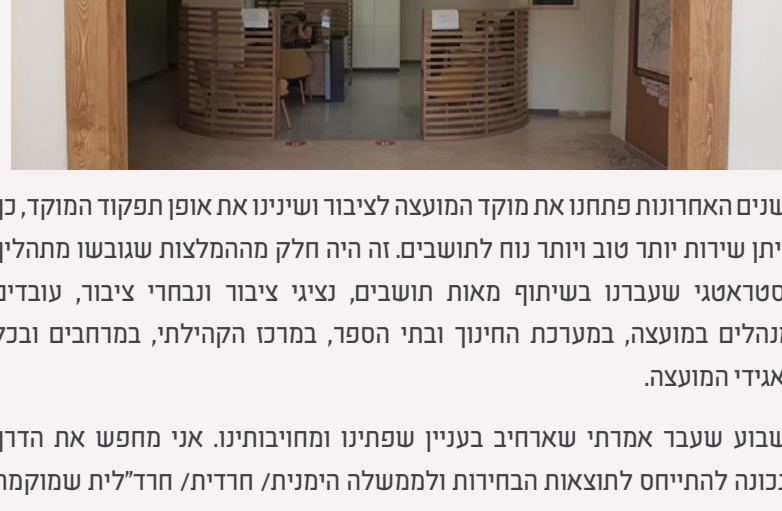 שנים האחרונות פתחנו את מוקד המועצה לציבור ושינינו את אופן תפקוד המוקד, כך
יתן שירות יותר טוב ויותר נוח לתושבים. זה היה חלק מההמלצות שגובשו מתהליך
סטראטגי שעברנו בשיתוף מאות תושבים, נציגי ציבור ונבחרי ציבור, עובדים
מנהלים במועצה, במערכת החינוך ובתי הספר, במרכז הקהילתי, במרחבים ובכל
אגידי המועצה.
שבוע שעבר אמרתי שארחיב בעניין שפתינו ומחויבותינו. אני מחפש את הדרך
נכונה להתייחס לתוצאות הבחירות ולממשלה הימנית/ חרדית/ חרד"לית שמוקמת